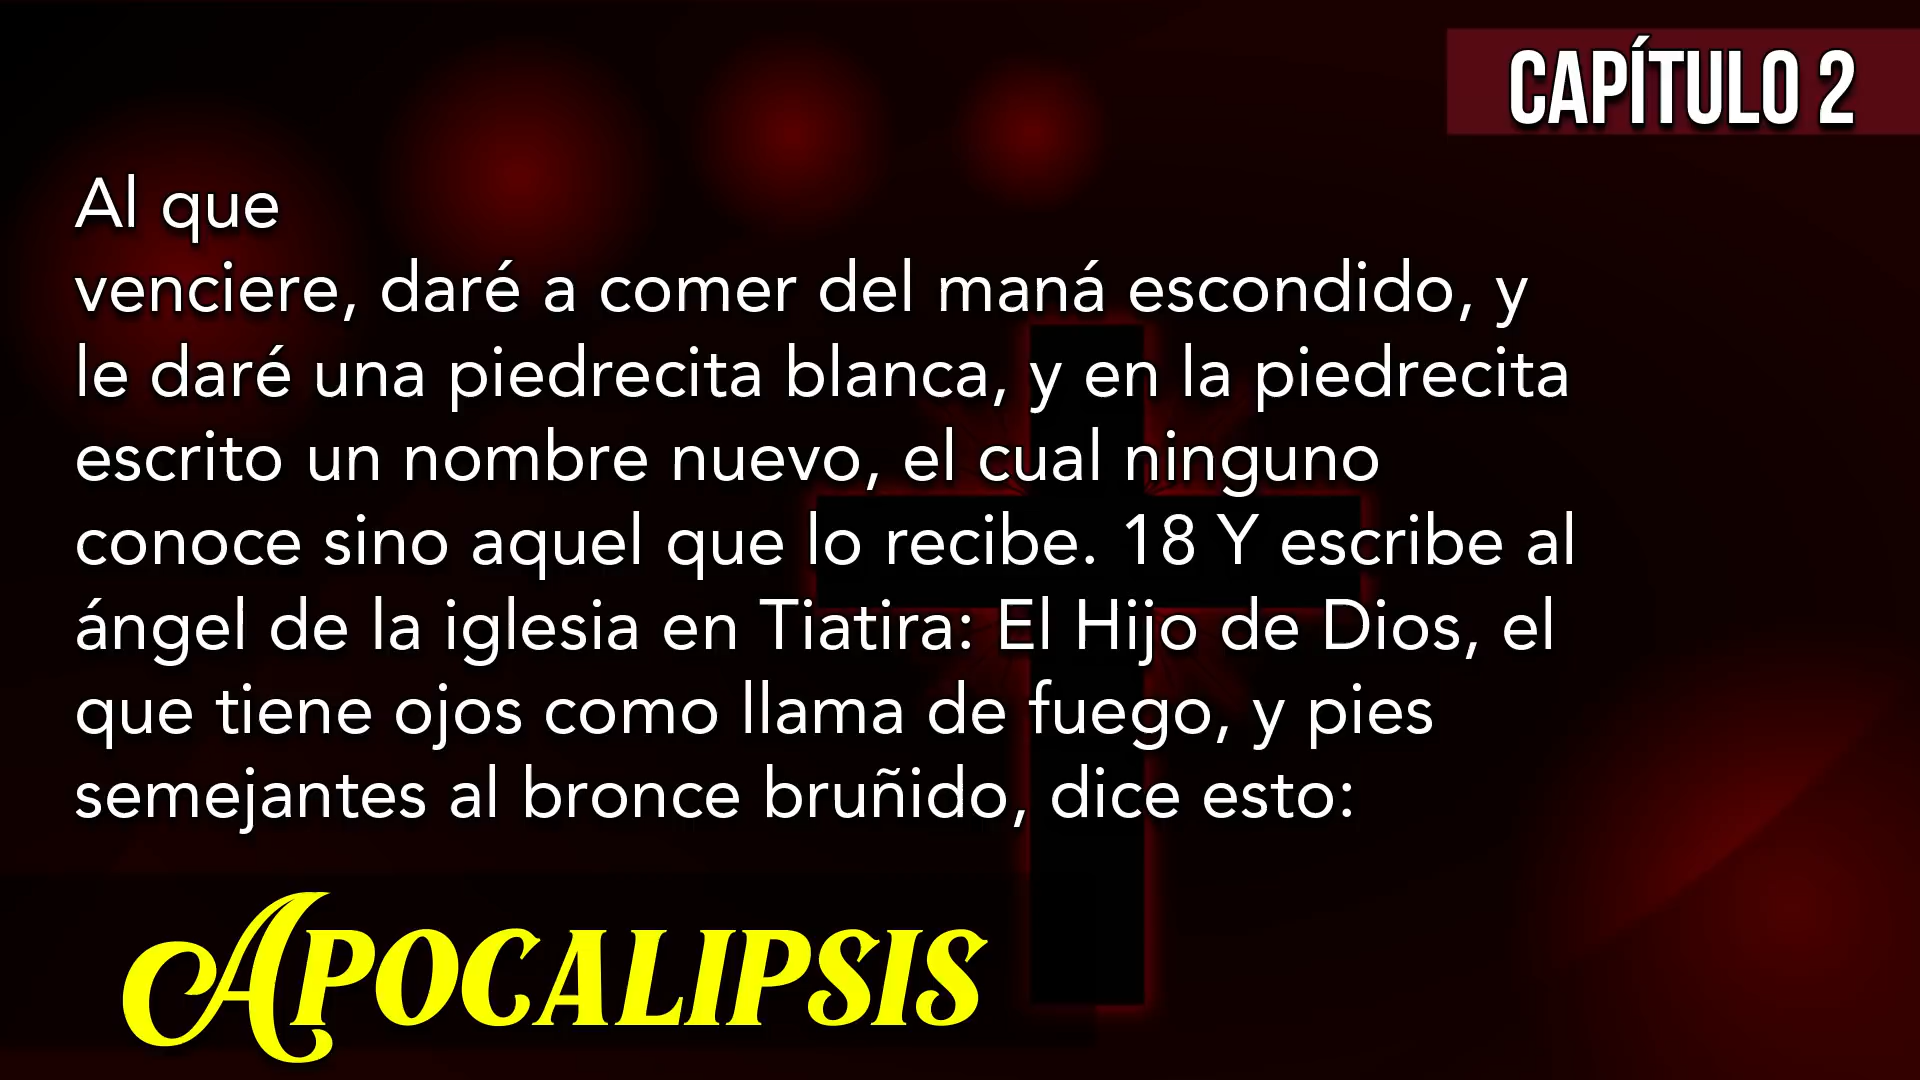 CAPÍTULO 2
Al que
venciere, daré a comer del maná escondido, y
le daré una piedrecita blanca, y en la piedrecita
escrito un nombre nuevo, el cual ninguno
conoce sino aquel que lo recibe. 18 Y escribe al
ángel de la iglesia en Tiatira: El Hijo de Dios, el
que tiene ojos como llama de fuego, y pies
semejantes al bronce bruñido, dice esto:
APOCALIPSIS